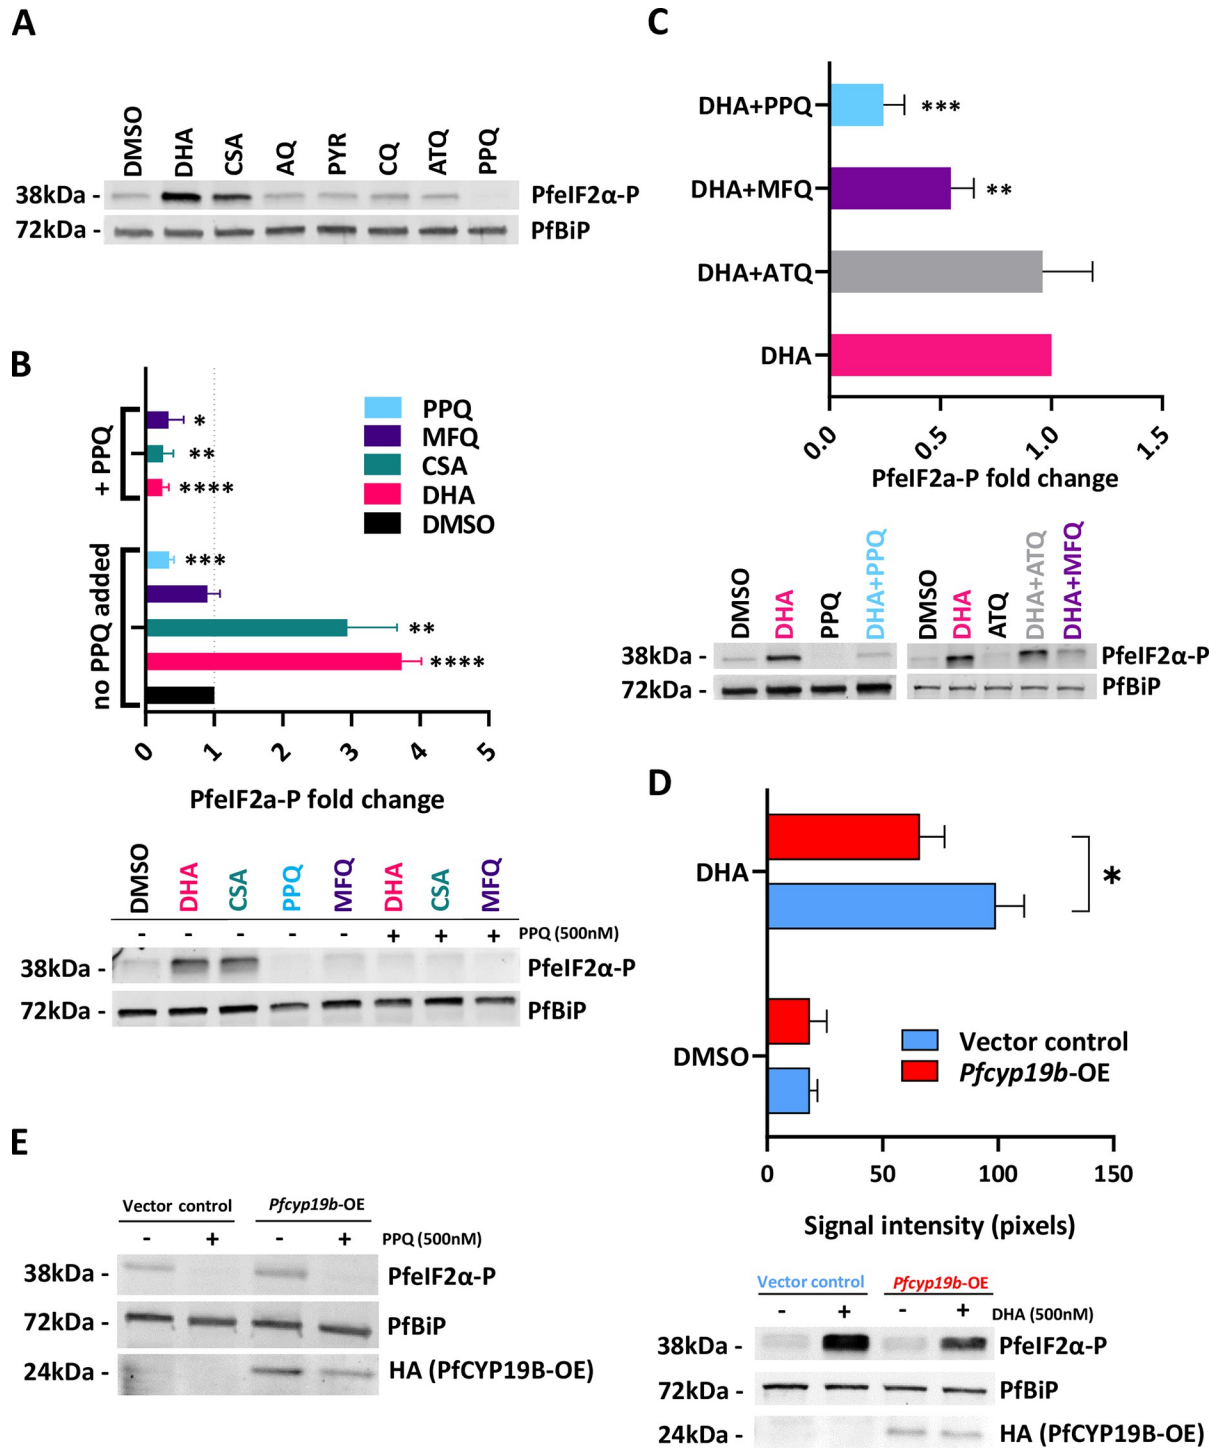 A
DMSO DHA CSA AQ PYR CQ ATQ PPQ
38kDa - PfeIF2α-P
72kDa - PfBiP
B
+ PPQ
no PPQ added
*
**
****
***
**
****
PPQ
MFQ
CSA
DHA
DMSO
0 1 2 3 4 5
PfeIF2a-P fold change
DMSO DHA CSA PPQ MFQ DHA CSA MFQ
- - - - - + + + PPQ (500nM)
38kDa - PfeIF2α-P
72kDa - PfBiP
C
DHA+PPQ ***
DHA+MFQ **
DHA+ATQ
DHA
0.0 0.5 1.0 1.5
PfeIF2a-P fold change
DMSO DHA PPQ DHA+PPQ DMSO DHA ATQ DHA+ATQ DHA+MFQ
38kDa - PfeIF2α-P
72kDa - PfBiP
D
DHA *
DMSO
Vector control
Pfcyp19b-OE
0 50 100 150
Signal intensity (pixels)
Vector control Pfcyp19b-OE
- + - + DHA (500nM)
38kDa - PfeIF2α-P
72kDa - PfBiP
24kDa - HA (PfCYP19B-OE)
E
Vector control Pfcyp19b-OE
- + - + PPQ (500nM)
38kDa - PfeIF2α-P
72kDa - PfBiP
24kDa - HA (PfCYP19B-OE)